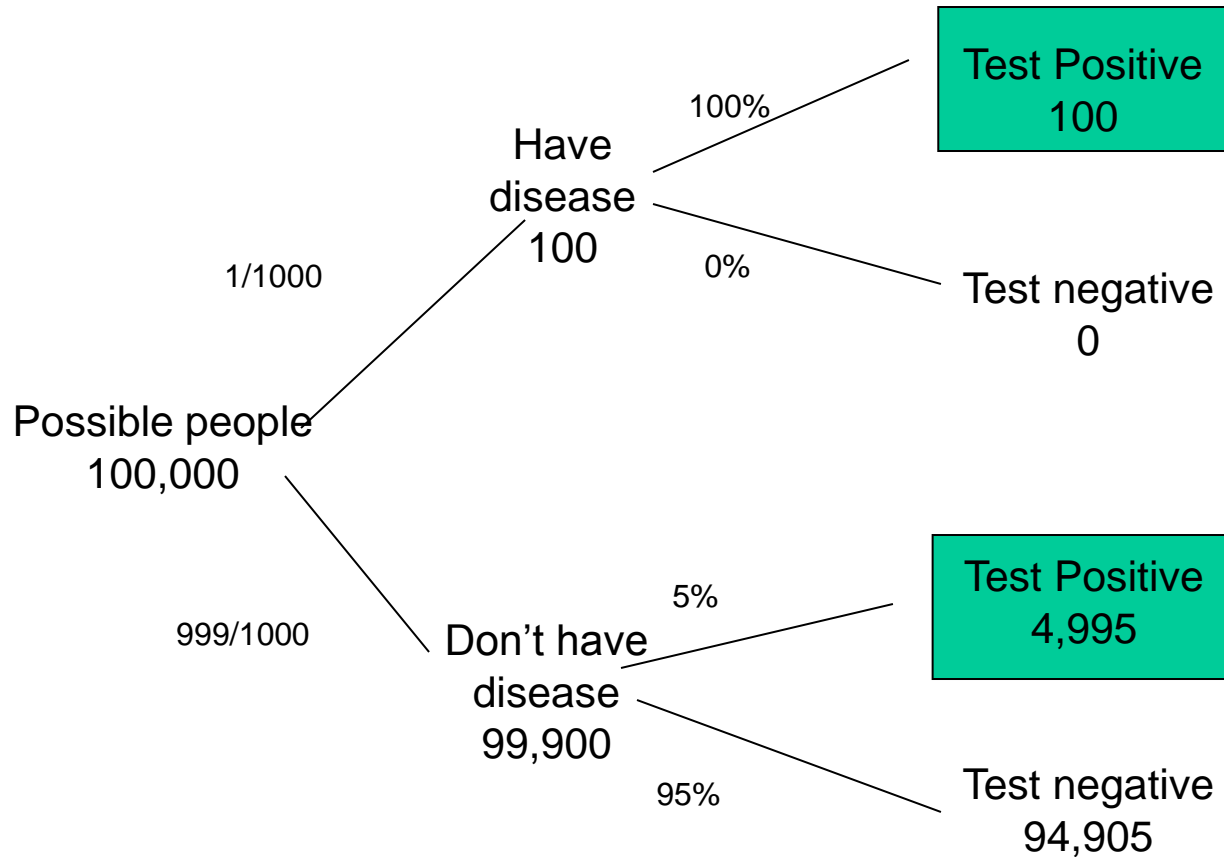 Possible people
100,000
1/1000
999/1000
Have
disease
100
100%
0%
Test Positive
100
Test negative
0
Don’t have
disease
99,900
5%
95%
Test Positive
4,995
Test negative
94,905